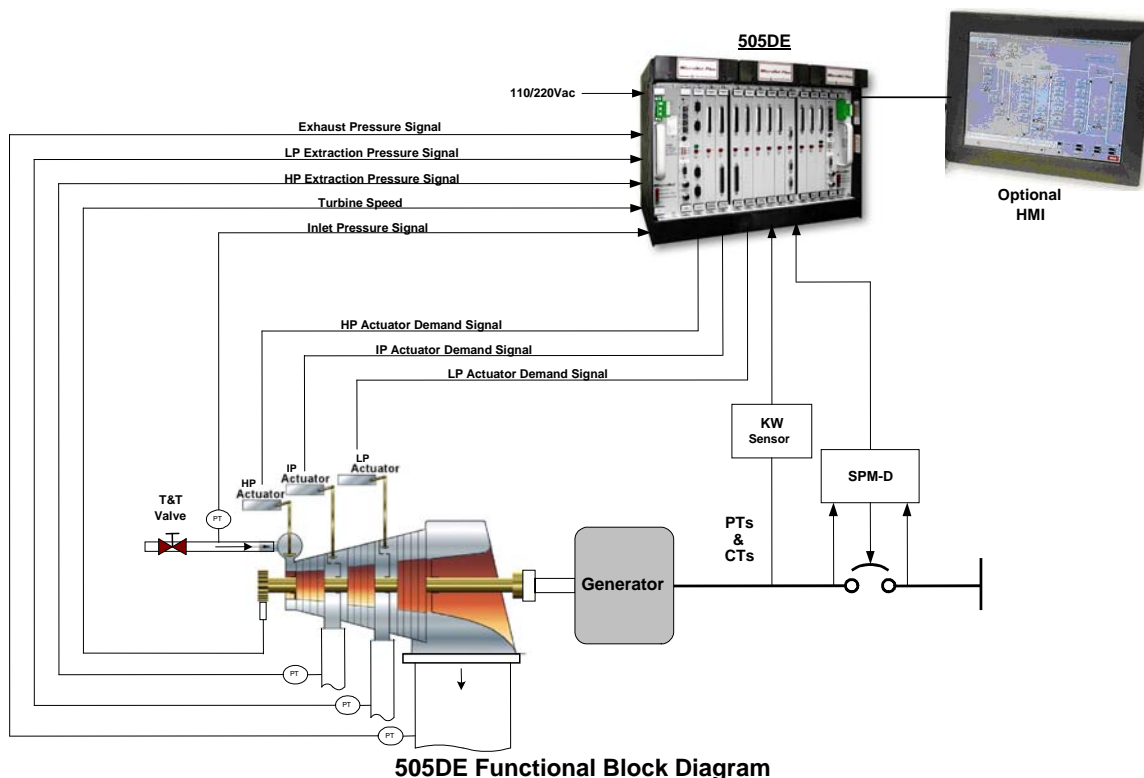 505DE
110/220Vac
Exhaust Pressure Signal
LP Extraction Pressure Signal
HP Extraction Pressure Signal
Turbine Speed
Inlet Pressure Signal
Optional
HMI
HP Actuator Demand Signal
IP Actuator Demand Signal
LP Actuator Demand Signal
KW
Sensor
SPM-D
LP
Actuator
IP
Actuator
HP
Actuator
T&T
Valve
PT
PTs
&
CTs
Generator
PT
PT
PT
505DE Functional Block Diagram